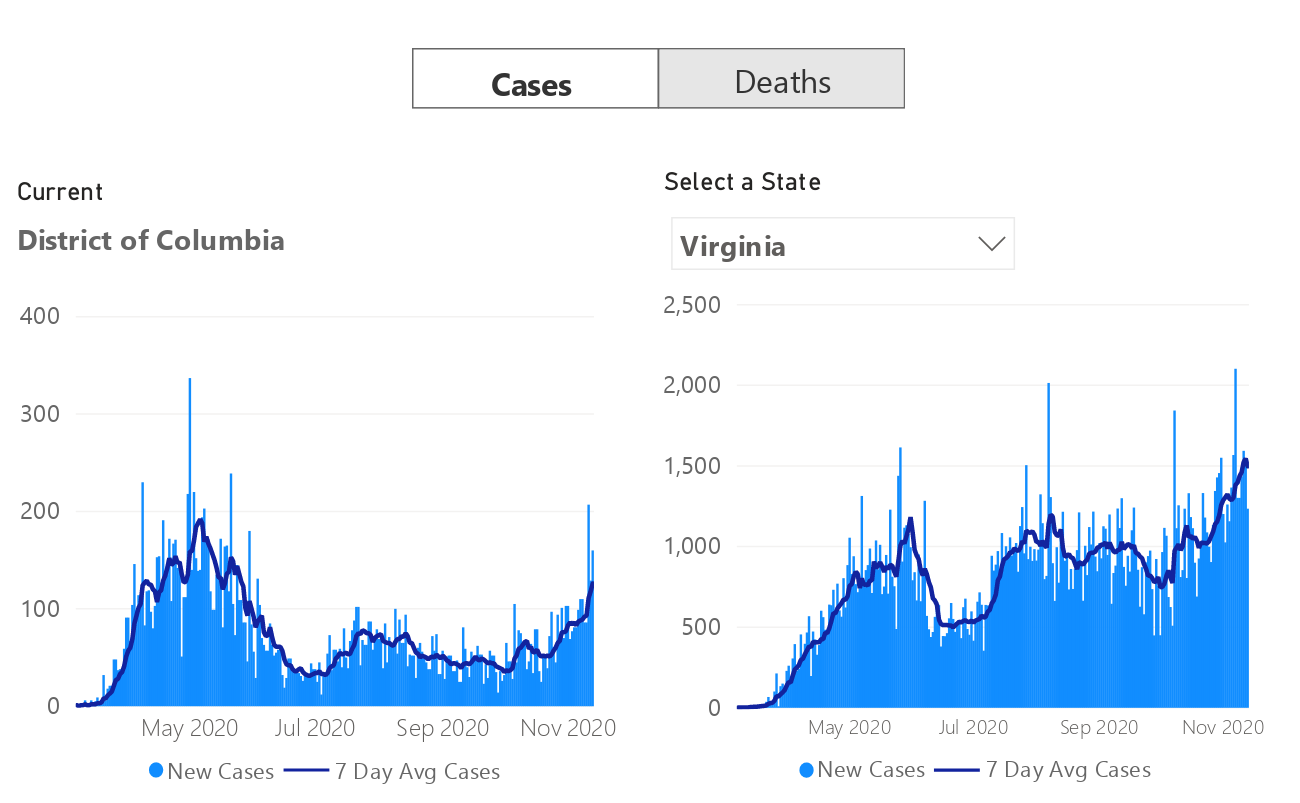 Cases Deaths
Current
District of Columbia
Select a State
Virginia
400
300
200
100
0
May 2020 Jul 2020 Sep 2020 Nov 2020
New Cases 7 Day Avg Cases
2,500
2,000
1,500
1,000
500
0
May 2020 Jul 2020 Sep 2020 Nov 2020
New Cases 7 Day Avg Cases